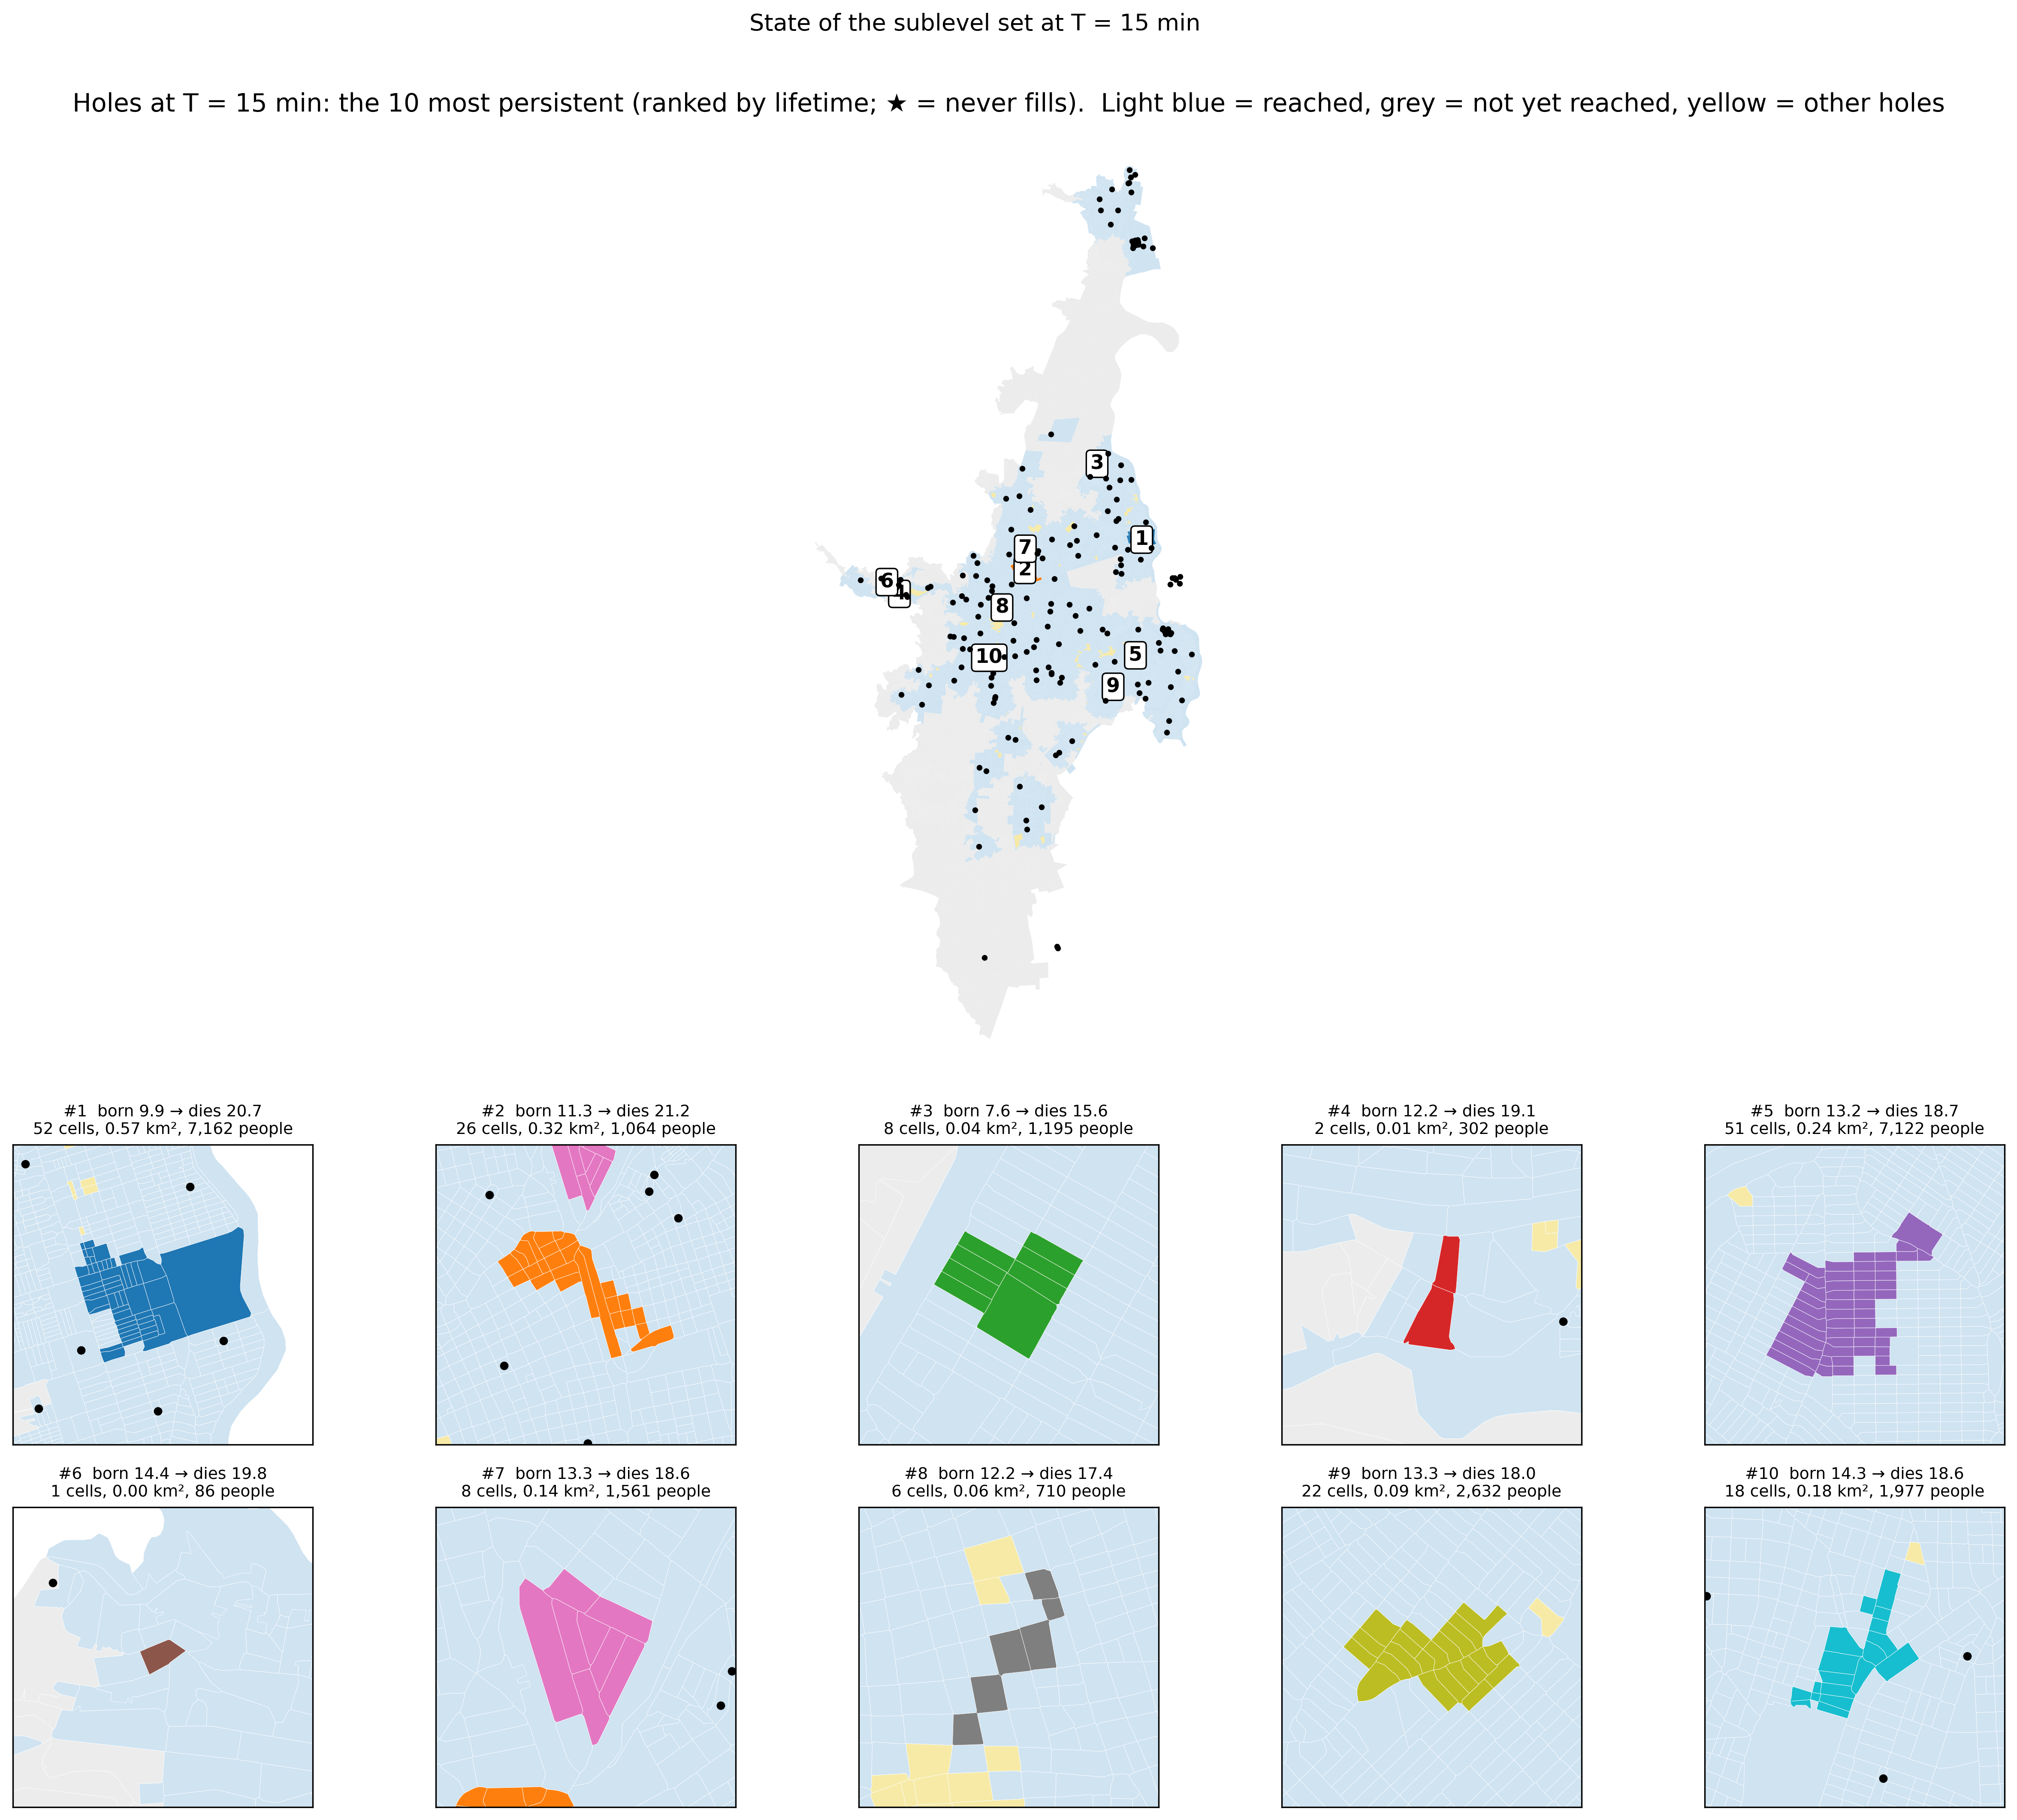 State of the sublevel set at T = 15 min
Holes at T = 15 min: the 10 most persistent (ranked by lifetime; ★ = never fills).  Light blue = reached, grey = not yet reached, yellow = other holes
3
1
7
2
6
4
8
5
10
9
#1  born 9.9 → dies 20.7
52 cells, 0.57 km², 7,162 people
#2  born 11.3 → dies 21.2
26 cells, 0.32 km², 1,064 people
#3  born 7.6 → dies 15.6
8 cells, 0.04 km², 1,195 people
#4  born 12.2 → dies 19.1
2 cells, 0.01 km², 302 people
#5  born 13.2 → dies 18.7
51 cells, 0.24 km², 7,122 people
#6  born 14.4 → dies 19.8
1 cells, 0.00 km², 86 people
#7  born 13.3 → dies 18.6
8 cells, 0.14 km², 1,561 people
#8  born 12.2 → dies 17.4
6 cells, 0.06 km², 710 people
#9  born 13.3 → dies 18.0
22 cells, 0.09 km², 2,632 people
#10  born 14.3 → dies 18.6
18 cells, 0.18 km², 1,977 people